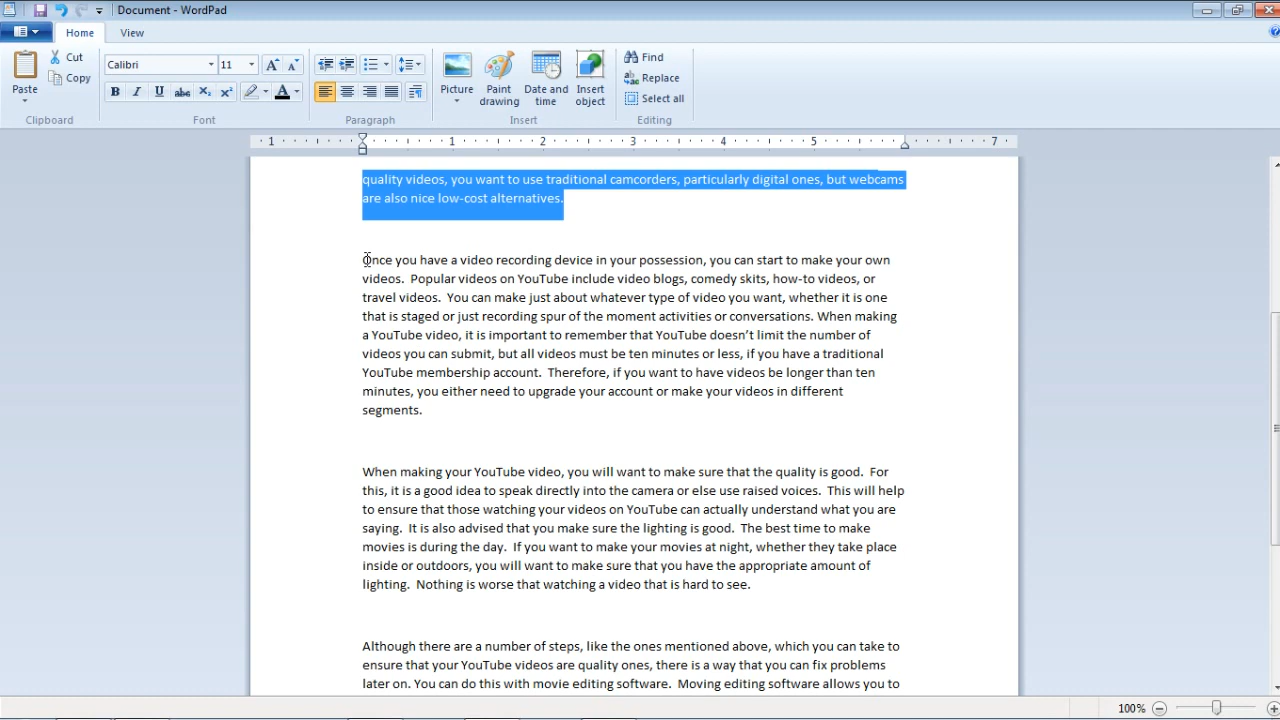 Document - WordPad
Home View
Cut
Copy
Paste
Clipboard
Calibri 11
B I U abc X₂ X² A
Font
Paragraph
Picture
Paint drawing
Date and time
Insert object
Insert
Find
Replace
Select all
Editing
1 1 2 3 4 5 7
quality videos, you want to use traditional camcorders, particularly digital ones, but webcams
are also nice low-cost alternatives.
Once you have a video recording device in your possession, you can start to make your own
videos.  Popular videos on YouTube include video blogs, comedy skits, how-to videos, or
travel videos.  You can make just about whatever type of video you want, whether it is one
that is staged or just recording spur of the moment activities or conversations. When making
a YouTube video, it is important to remember that YouTube doesn’t limit the number of
videos you can submit, but all videos must be ten minutes or less, if you have a traditional
YouTube membership account.  Therefore, if you want to have videos be longer than ten
minutes, you either need to upgrade your account or make your videos in different
segments.
When making your YouTube video, you will want to make sure that the quality is good.  For
this, it is a good idea to speak directly into the camera or else use raised voices.  This will help
to ensure that those watching your videos on YouTube can actually understand what you are
saying.  It is also advised that you make sure the lighting is good.  The best time to make
movies is during the day.  If you want to make your movies at night, whether they take place
inside or outdoors, you will want to make sure that you have the appropriate amount of
lighting.  Nothing is worse that watching a video that is hard to see.
Although there are a number of steps, like the ones mentioned above, which you can take to
ensure that your YouTube videos are quality ones, there is a way that you can fix problems
later on. You can do this with movie editing software.  Moving editing software allows you to
100%